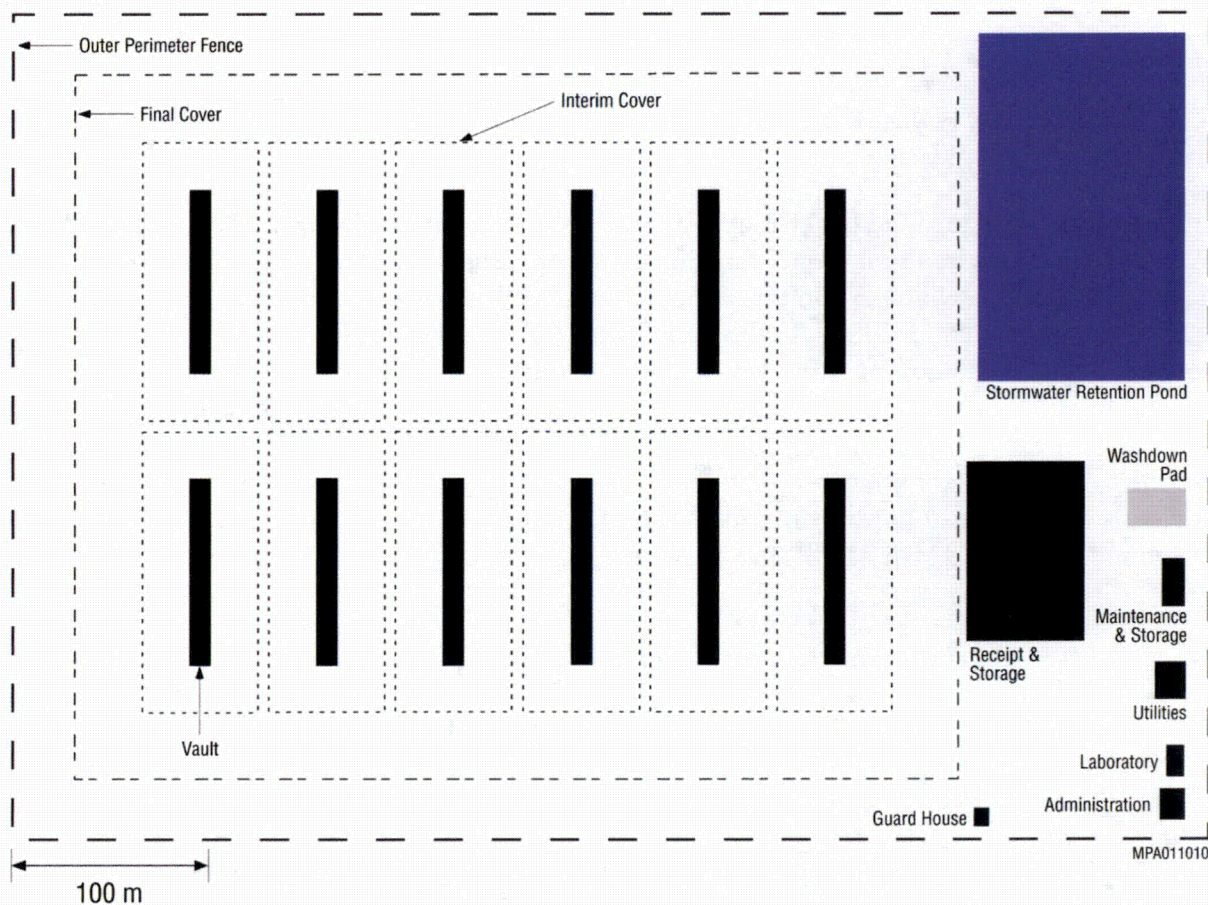 Outer Perimeter Fence
Final Cover
Interim Cover
Stormwater Retention Pond
Washdown
Pad
Maintenance
& Storage
Receipt &
Storage
Utilities
Vault
Laboratory
Administration
Guard House
MPA011010
100 m